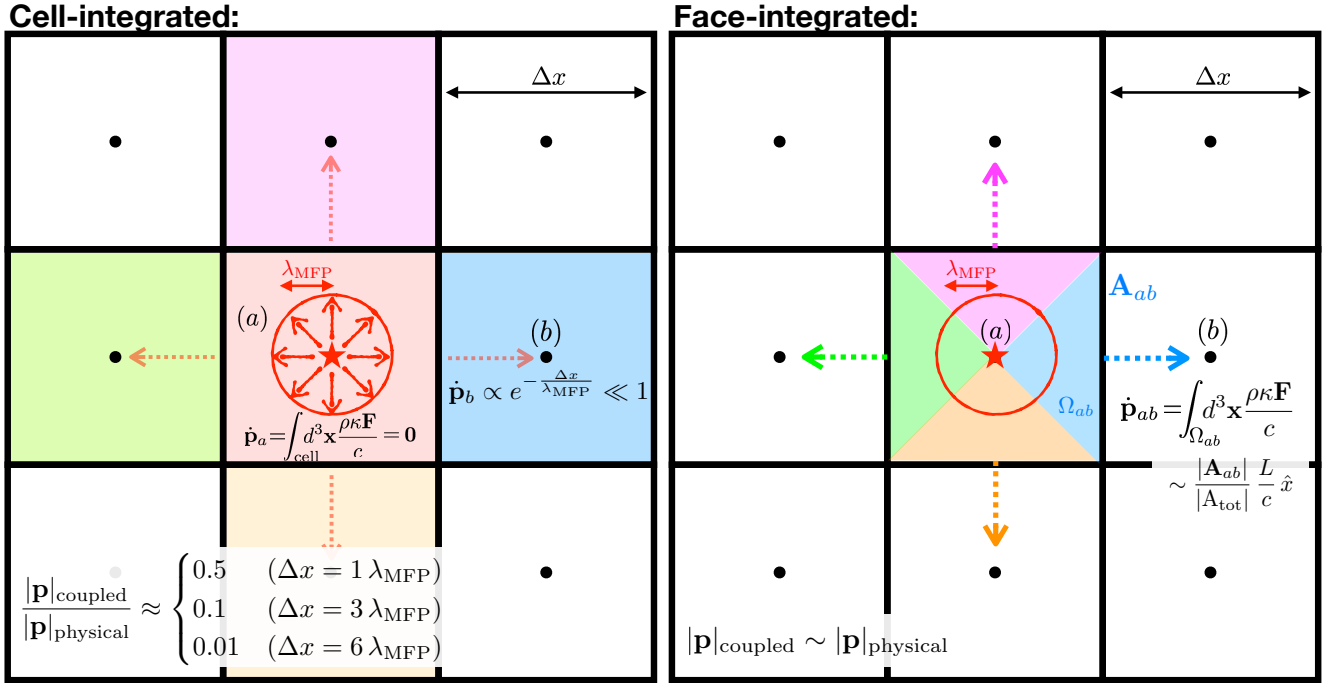 Cell-integrated:
Δx
λ_MFP
(a)
(b)
ṗ_b ∝ e^{-Δx/λ_MFP} ≪ 1
ṗ_a = ∫_cell d³x ρκF/c = 0
|p|_coupled / |p|_physical ≈ { 0.5 (Δx = 1 λ_MFP)
0.1 (Δx = 3 λ_MFP)
0.01 (Δx = 6 λ_MFP)
Face-integrated:
Δx
λ_MFP
A_ab
(a)
(b)
Ω_ab
ṗ_ab = ∫_{Ω_ab} d³x ρκF/c
∼ |A_ab|/|A_tot| L/c x̂
|p|_coupled ∼ |p|_physical